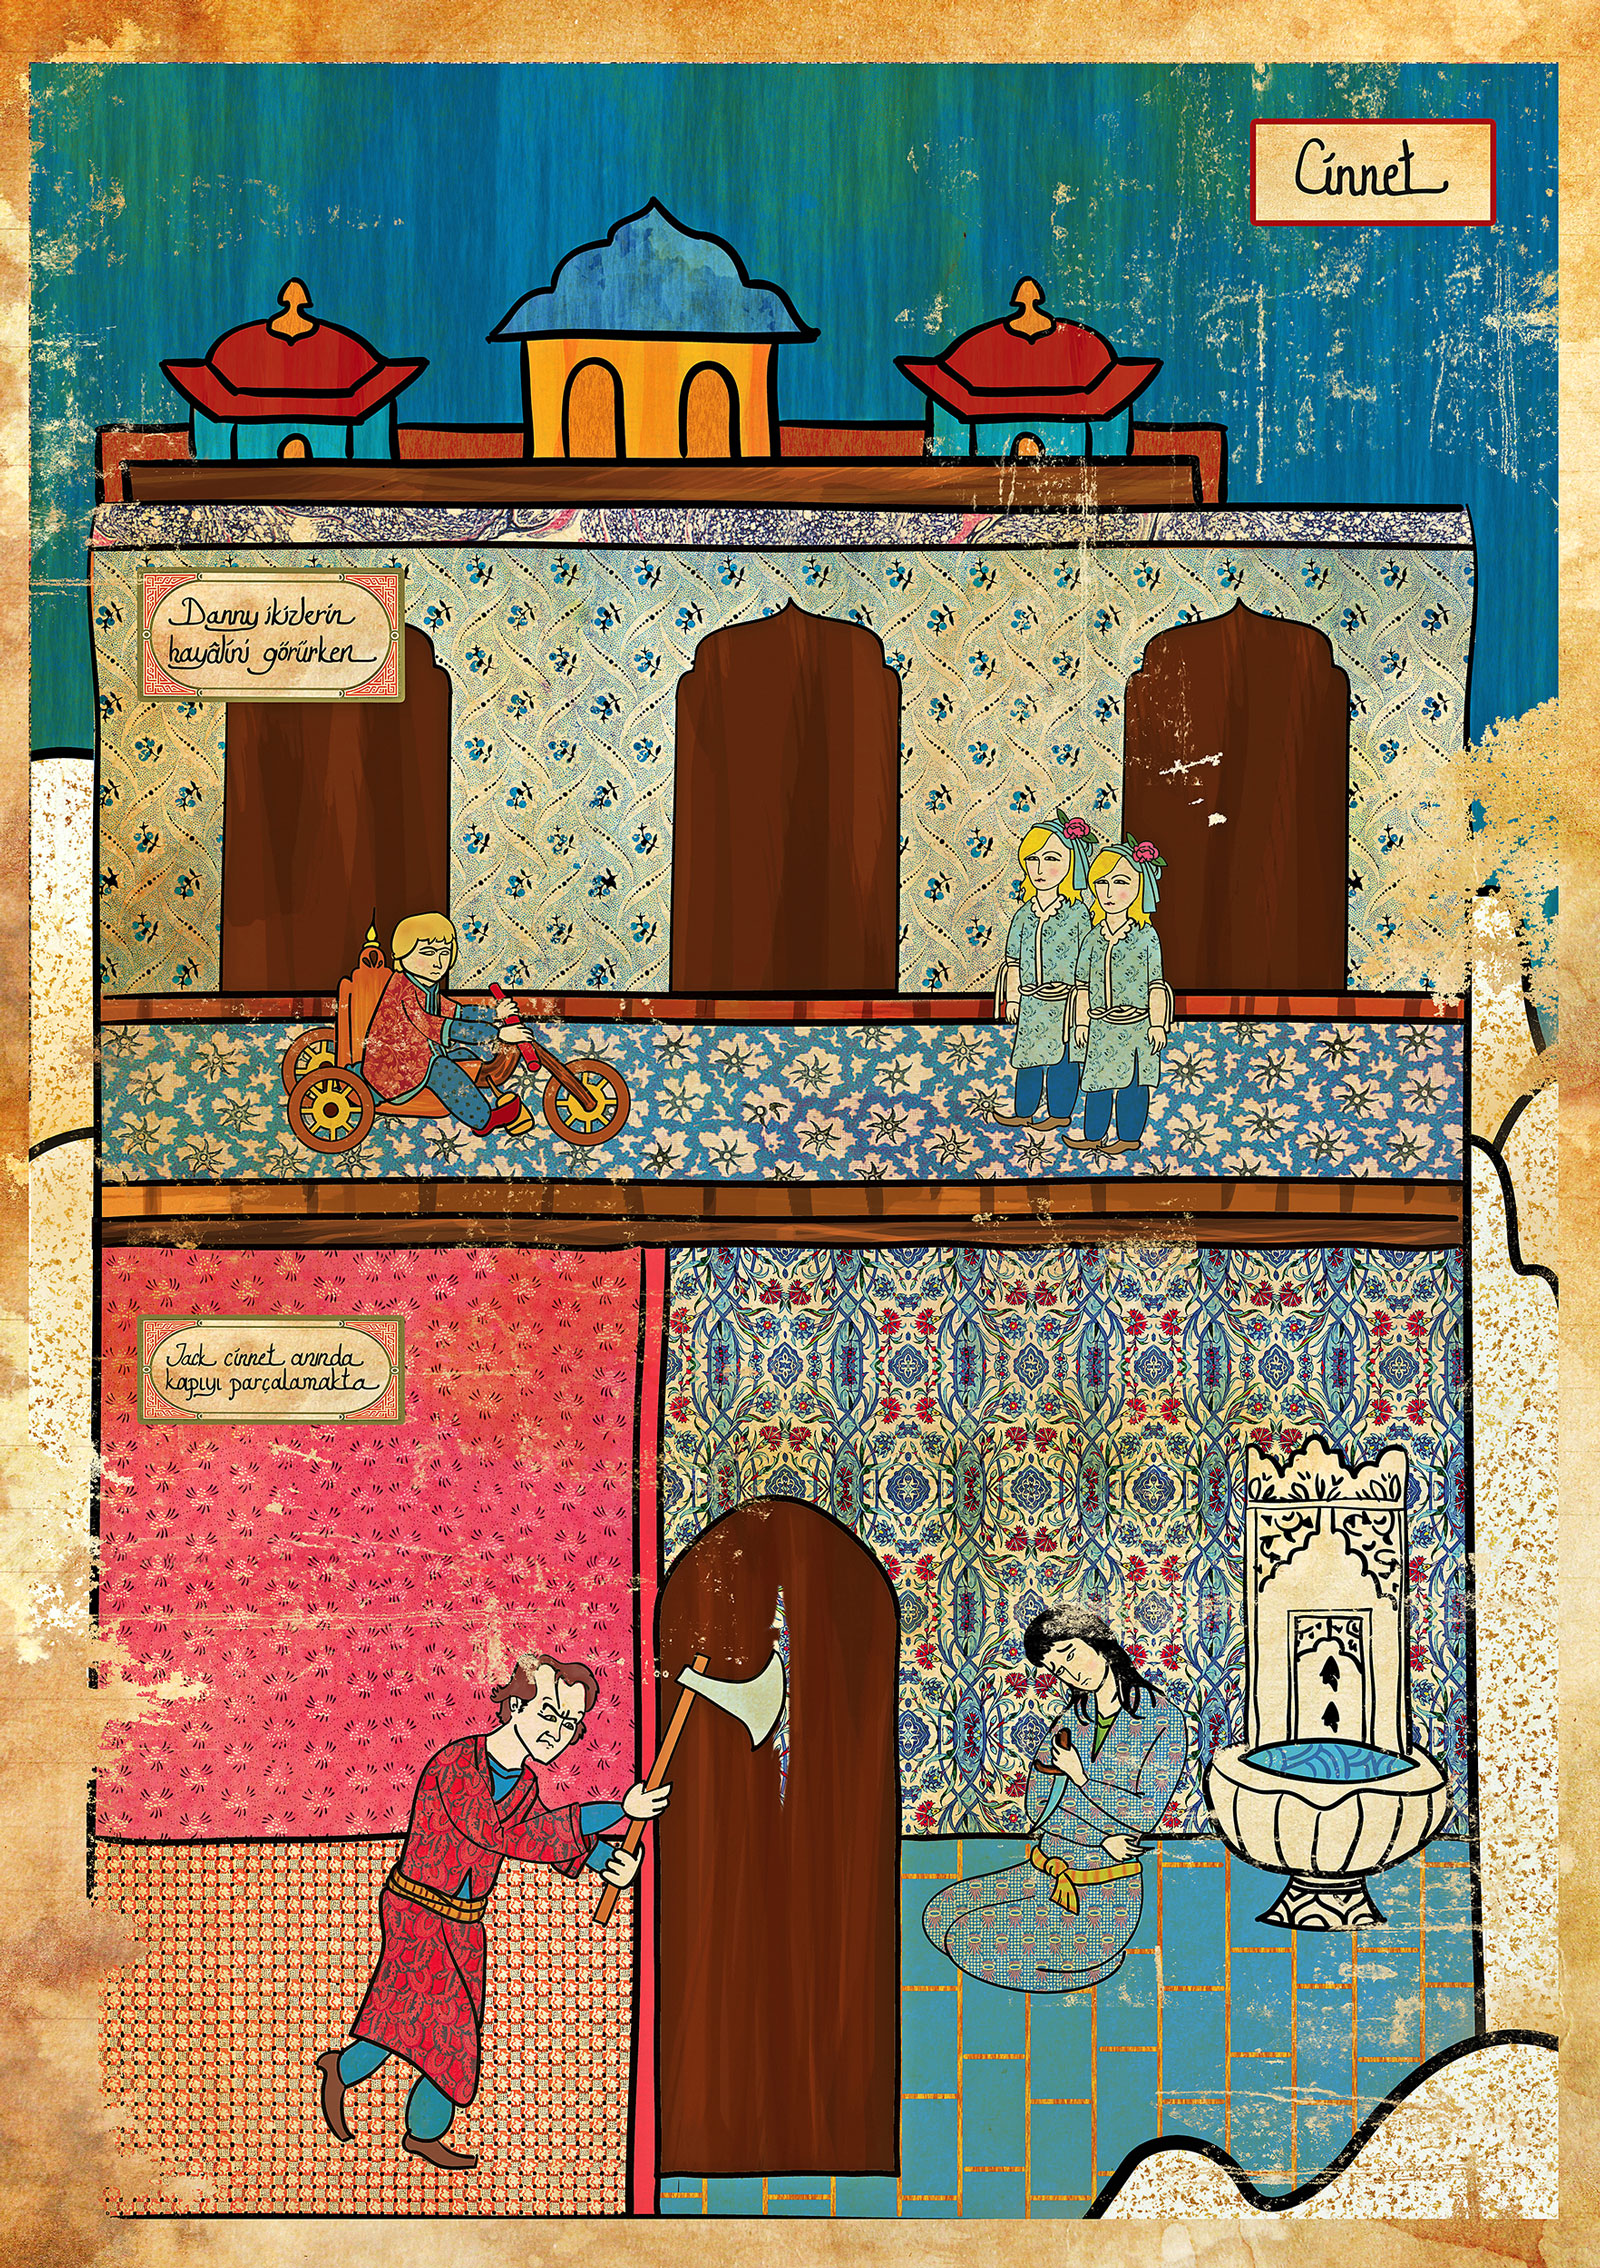 Cinnet
Danny ikizlerin
hayâlini görürken
Jack cinnet anında
kapıyı parçalamakta